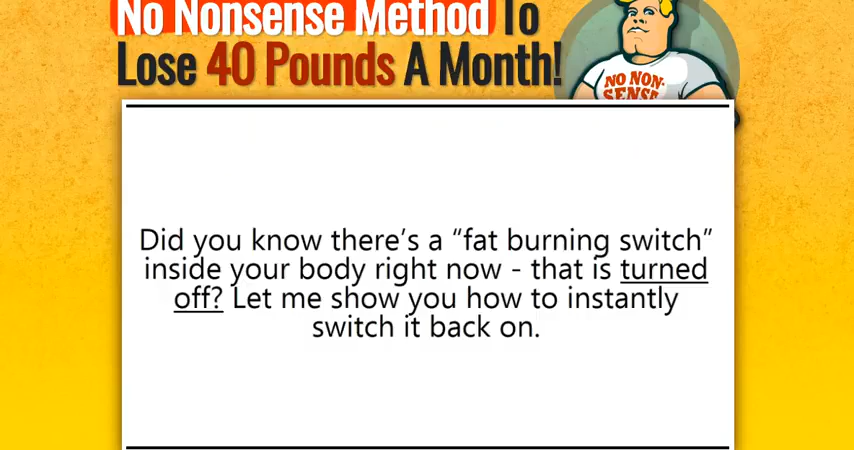 No Nonsense Method To
Lose 40 Pounds A Month!
NO NON-
SENSE
Did you know there's a “fat burning switch”
inside your body right now - that is turned
off? Let me show you how to instantly
switch it back on.